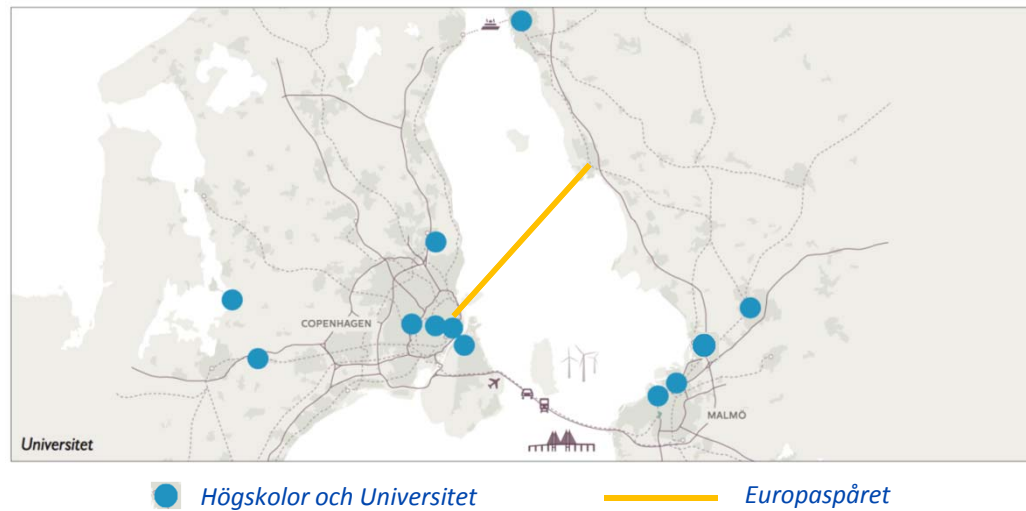 COPENHAGEN
MALMÖ
Universitet
Högskolor och Universitet
Europaspåret